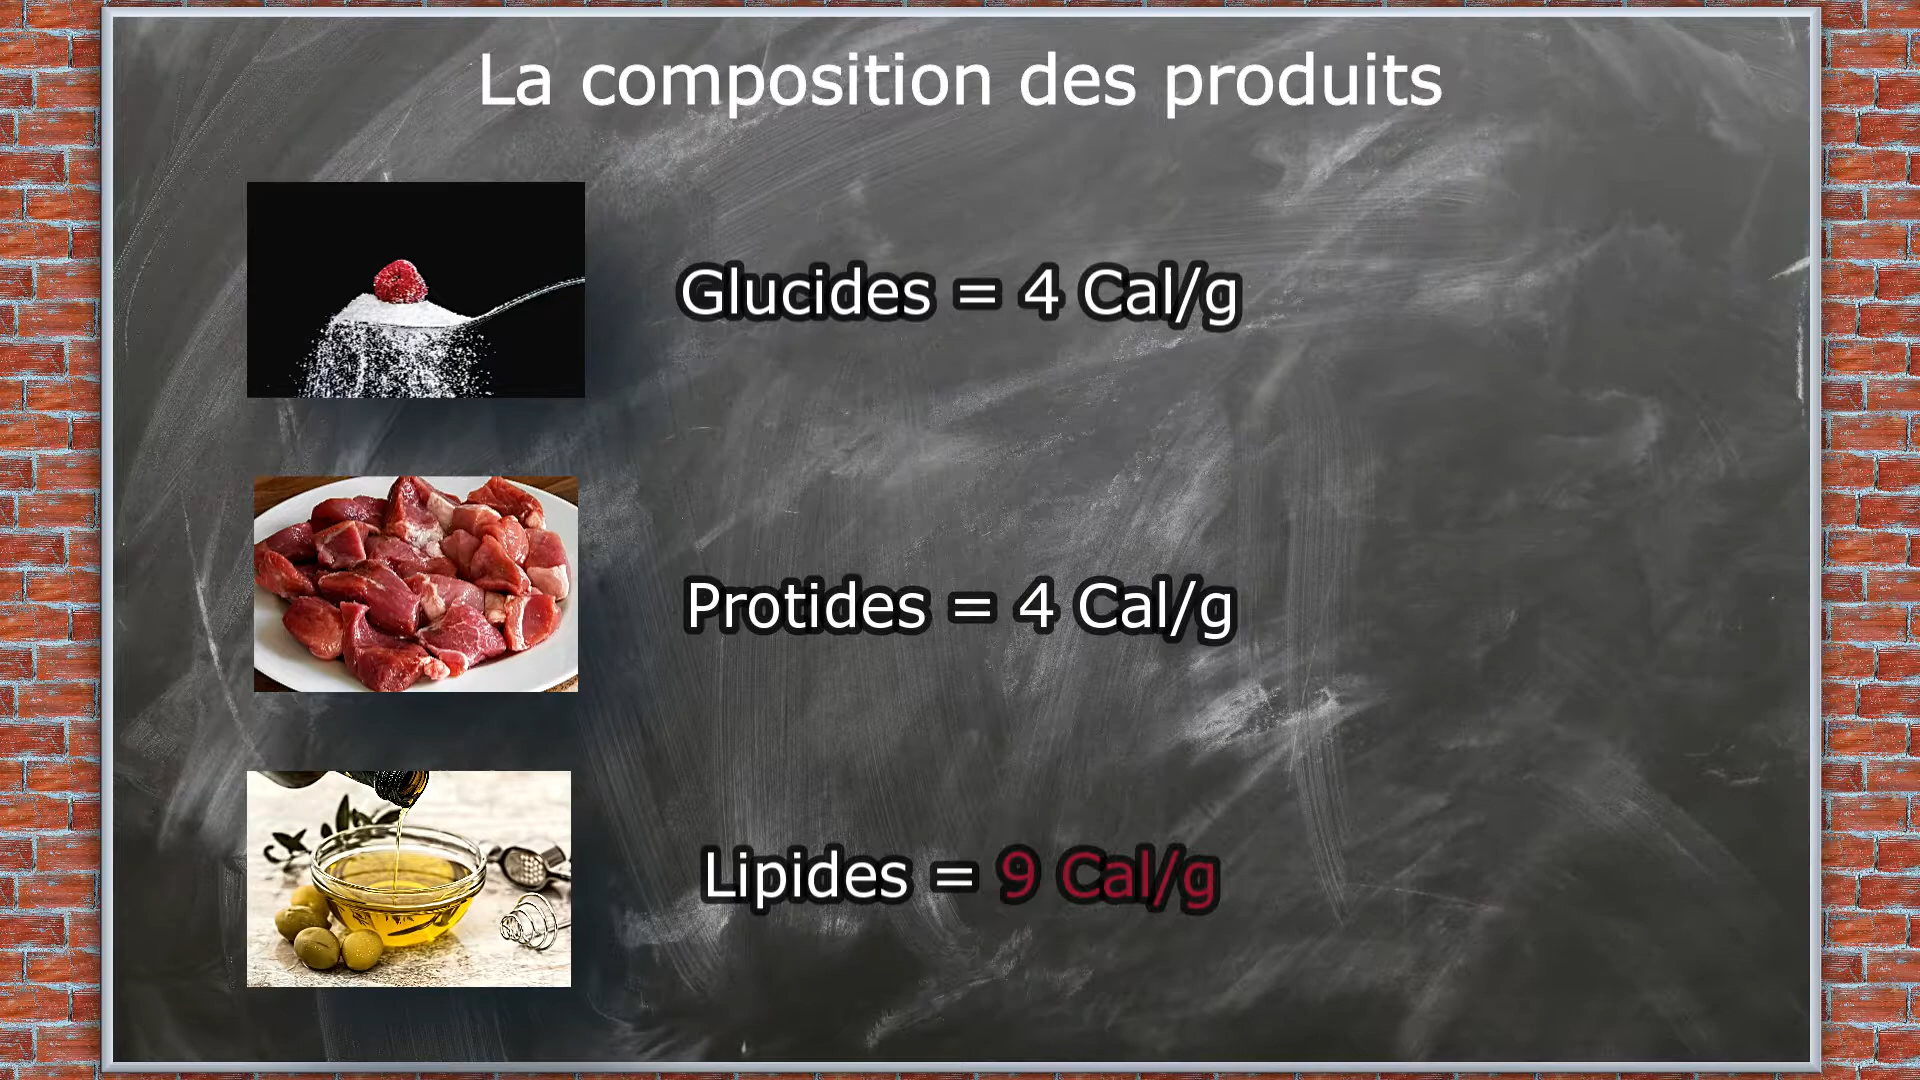 La composition des produits
Glucides = 4 Cal/g
Protides = 4 Cal/g
Lipides = 9 Cal/g